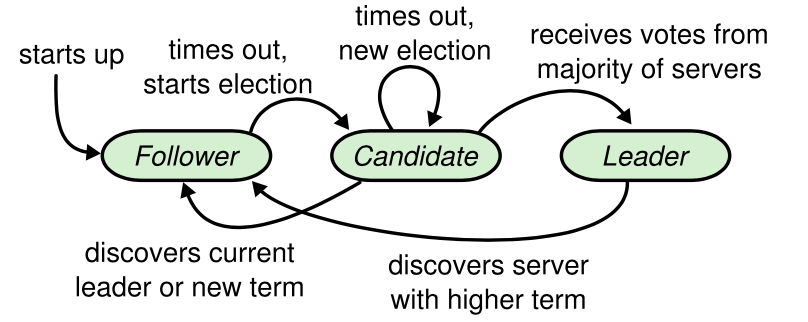 starts up
times out,
starts election
times out,
new election
receives votes from
majority of servers
Follower
Candidate
Leader
discovers current
leader or new term
discovers server
with higher term